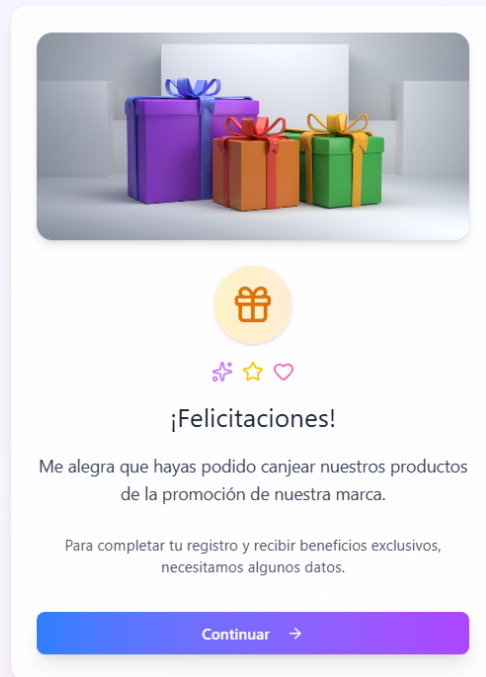 ¡Felicitaciones!
Me alegra que hayas podido canjear nuestros productos
de la promoción de nuestra marca.
Para completar tu registro y recibir beneficios exclusivos,
necesitamos algunos datos.
Continuar